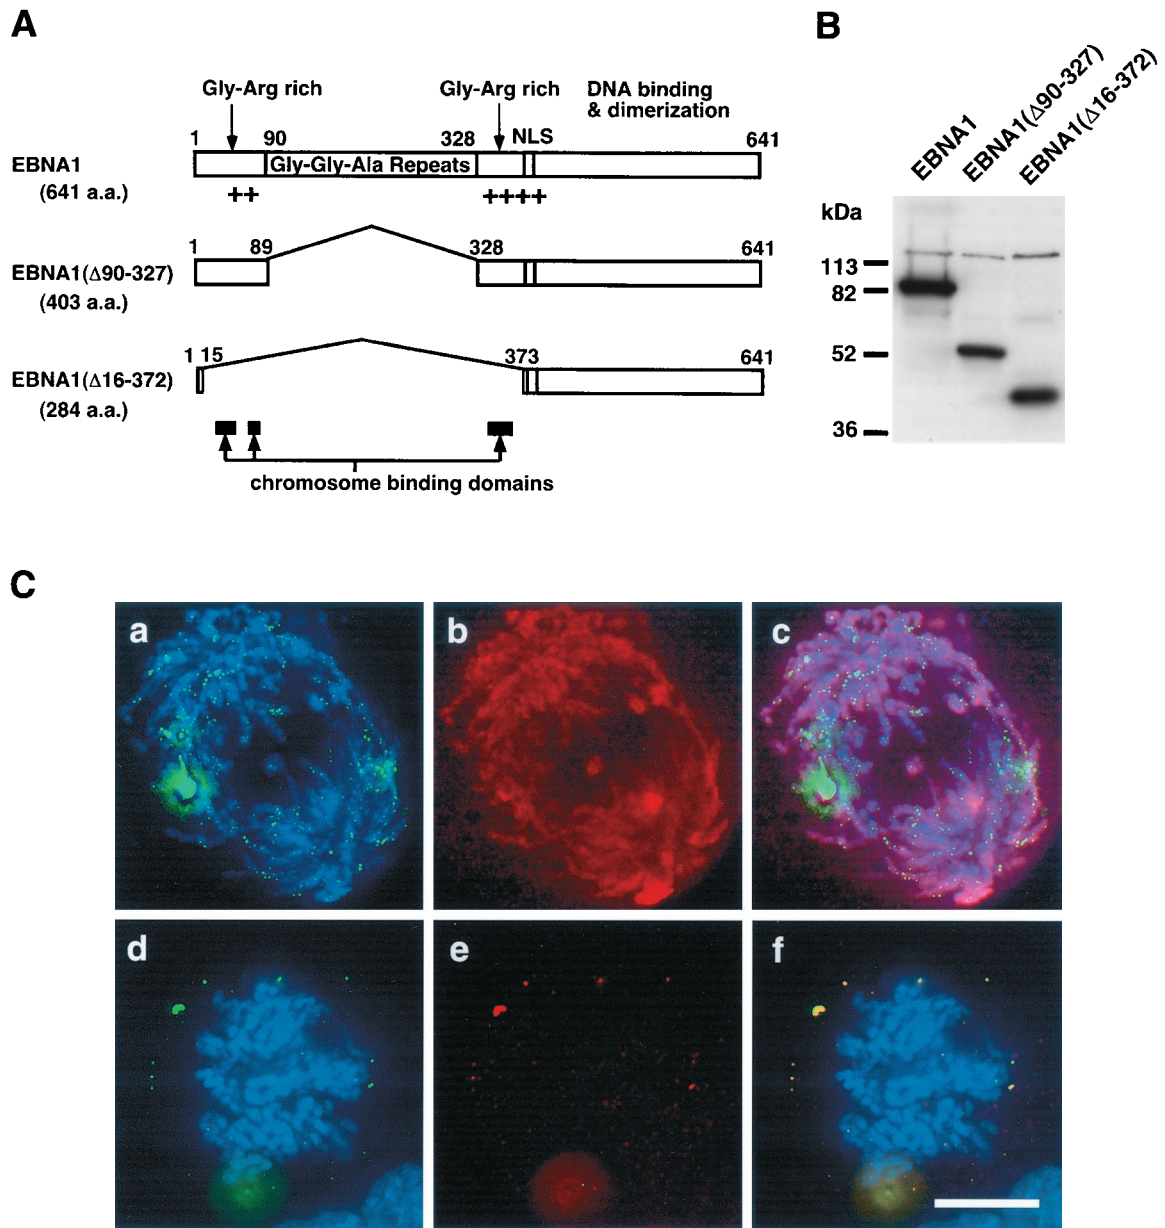 A
Gly-Arg rich Gly-Arg rich DNA binding
& dimerization
1 90 328 NLS 641
EBNA1 Gly-Gly-Ala Repeats
(641 a.a.) ++ ++++
1 89 328 641
EBNA1(Δ90-327)
(403 a.a.)
1 15 373 641
EBNA1(Δ16-372)
(284 a.a.)
chromosome binding domains
B
EBNA1
EBNA1(Δ90-327)
EBNA1(Δ16-372)
kDa
113
82
52
36
C
a b c
d e f